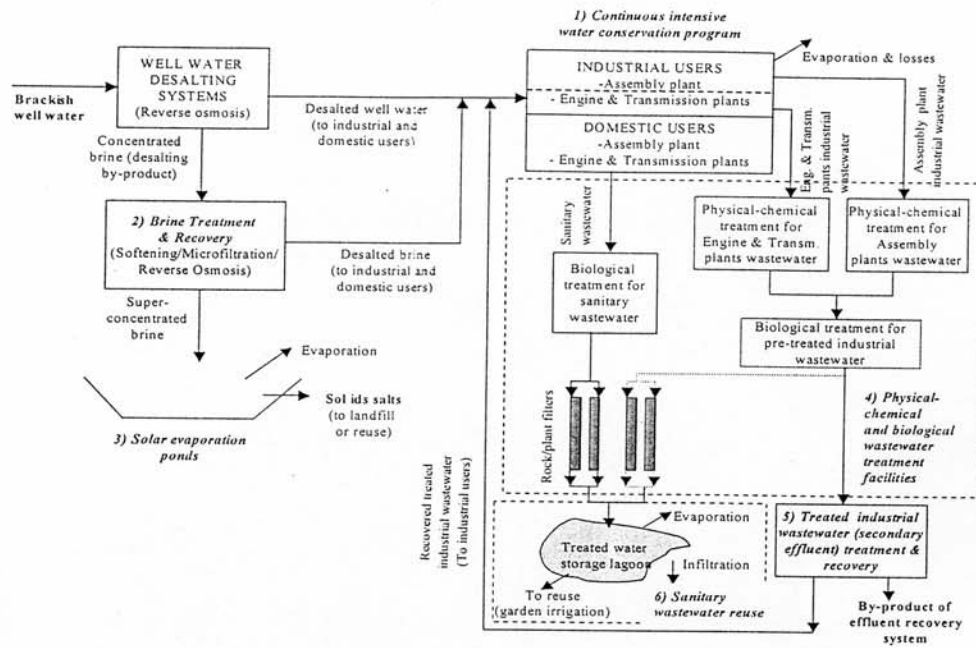 1) Continuous intensive
water conservation program
WELL WATER
DESALTING
SYSTEMS
(Reverse osmosis)
Brackish
well water
Desalted well water
(to industrial and
domestic users)
INDUSTRIAL USERS
-Assembly plant
- Engine & Transmission plants
DOMESTIC USERS
-Assembly plant
- Engine & Transmission plants
Evaporation & losses
Concentrated
brine (desalting
by-product)
2) Brine Treatment
& Recovery
(Softening/Microfiltration/
Reverse Osmosis)
Desalted brine
(to industrial and
domestic users)
Super-
concentrated
brine
Evaporation
Sol ids salts
(to landfill
or reuse)
3) Solar evaporation
ponds
Sanitary
wastewater
Eng. & Transm.
plants industrial
wastewater
Assembly plant
industrial wastewater
Physical-chemical
treatment for
Engine & Transm.
plants wastewater
Physical-chemical
treatment for
Assembly
plants wastewater
Biological
treatment for
sanitary
wastewater
Biological treatment for
pre-treated industrial
wastewater
Rock/plant filters
4) Physical-
chemical
and biological
wastewater
treatment
facilities
Recovered treated
industrial wastewater
(To industrial users)
Evaporation
Treated water
storage lagoon
Infiltration
To reuse
(garden irrigation)
6) Sanitary
wastewater reuse
5) Treated industrial
wastewater (secondary
effluent) treatment &
recovery
By-product of
effluent recovery
system